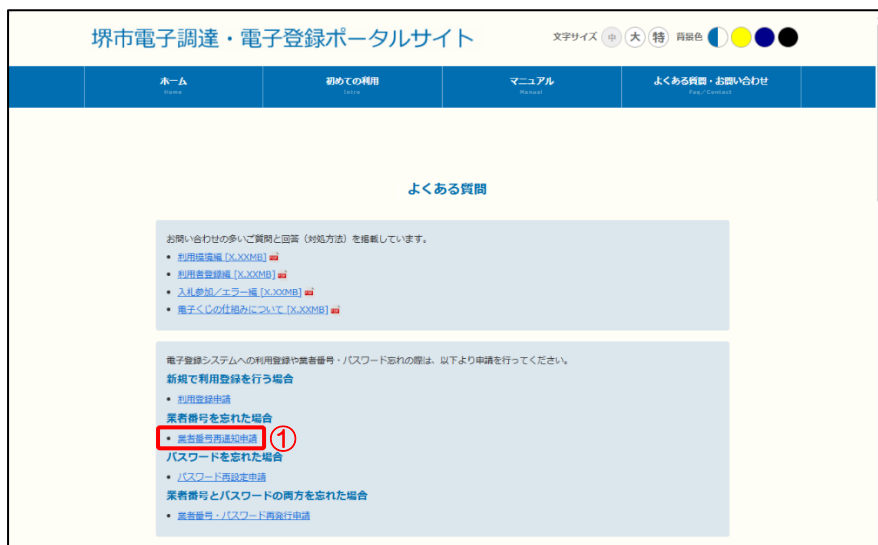 堺市電子調達・電子登録ポータルサイト
文字サイズ 中 大 特 背景色
ホーム 初めての利用 マニュアル よくある質問・お問い合わせ
Home Intro Manual Faq/Contact
よくある質問
お問い合わせの多いご質問と回答（対処方法）を掲載しています。
• 利用環境編 [X.XXMB]
• 利用者登録編 [X.XXMB]
• 入札参加／エラー編 [X.XXMB]
• 電子くじの仕組みについて [X.XXMB]
電子登録システムへの利用登録や業者番号・パスワード忘れの際は、以下より申請を行ってください。
新規で利用登録を行う場合
• 利用登録申請
業者番号を忘れた場合
• 業者番号再通知申請 ①
パスワードを忘れた場合
• パスワード再設定申請
業者番号とパスワードの両方を忘れた場合
• 業者番号・パスワード再発行申請